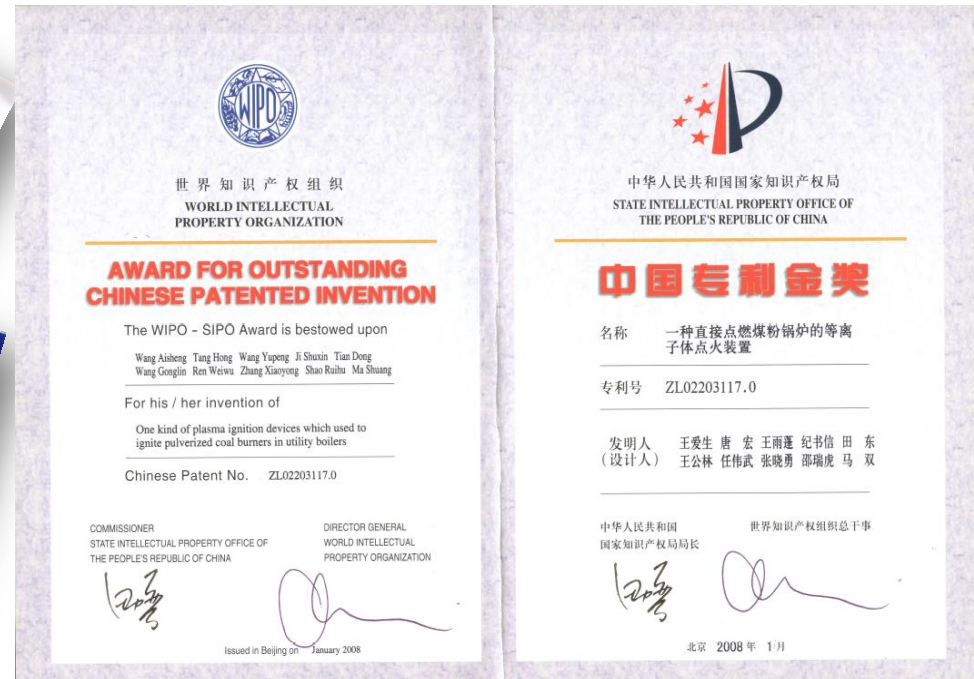 WIPO
世界知识产权组织
WORLD INTELLECTUAL
PROPERTY ORGANIZATION
AWARD FOR OUTSTANDING
CHINESE PATENTED INVENTION
The WIPO - SIPO Award is bestowed upon
Wang Aisheng Tang Hong Wang Yupeng Ji Shuxin Tian Dong
Wang Gonglin Ren Weiwu Zhang Xiaoyong Shao Ruihu Ma Shuang
For his / her invention of
One kind of plasma ignition devices which used to
ignite pulverized coal burners in utility boilers
Chinese Patent No. ZL02203117.0
COMMISSIONER
STATE INTELLECTUAL PROPERTY OFFICE OF
THE PEOPLE'S REPUBLIC OF CHINA
DIRECTOR GENERAL
WORLD INTELLECTUAL
PROPERTY ORGANIZATION
Issued in Beijing on January 2008
中华人民共和国国家知识产权局
STATE INTELLECTUAL PROPERTY OFFICE OF
THE PEOPLE'S REPUBLIC OF CHINA
中国专利金奖
名称 一种直接点燃煤粉锅炉的等离
子体点火装置
专利号 ZL02203117.0
发明人 王爱生 唐 宏 王雨蓬 纪书信 田 东
(设计人) 王公林 任伟武 张晓勇 邵瑞虎 马 双
中华人民共和国
国家知识产权局局长
世界知识产权组织总干事
北京 2008 年 1 月